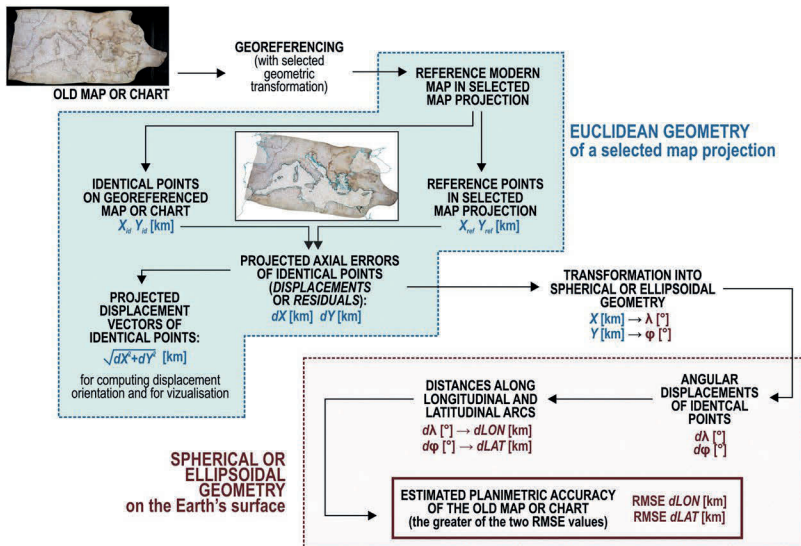 OLD MAP OR CHART
GEOREFERENCING
(with selected
geometric
transformation)
REFERENCE MODERN
MAP IN SELECTED
MAP PROJECTION
EUCLIDEAN GEOMETRY
of a selected map projection
IDENTICAL POINTS
ON GEOREFERENCED
MAP OR CHART
Xid Yid [km]
REFERENCE POINTS
IN SELECTED
MAP PROJECTION
Xref Yref [km]
PROJECTED AXIAL ERRORS
OF IDENTICAL POINTS
(DISPLACEMENTS
OR RESIDUALS):
dX [km] dY [km]
PROJECTED
DISPLACEMENT
VECTORS OF
IDENTICAL POINTS:
√dX²+dY² [km]
for computing displacement
orientation and for vizualisation
TRANSFORMATION INTO
SPHERICAL OR ELLIPSOIDAL
GEOMETRY
X [km] → λ [°]
Y [km] → φ [°]
ANGULAR
DISPLACEMENTS
OF IDENTCAL
POINTS
dλ [°]
dφ [°]
DISTANCES ALONG
LONGITUDINAL AND
LATITUDINAL ARCS
dλ [°] → dLON [km]
dφ [°] → dLAT [km]
SPHERICAL OR
ELLIPSOIDAL
GEOMETRY
on the Earth's surface
ESTIMATED PLANIMETRIC ACCURACY
OF THE OLD MAP OR CHART
(the greater of the two RMSE values)
RMSE dLON [km]
RMSE dLAT [km]